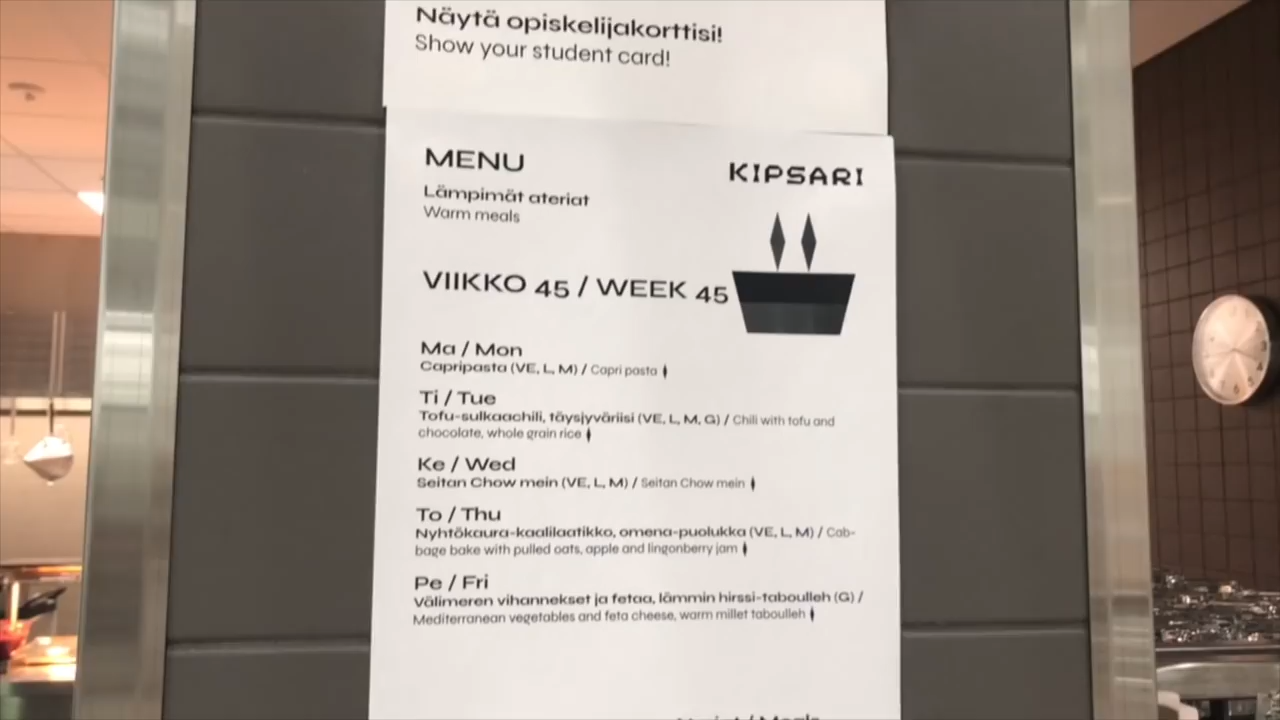 Näytä opiskelijakorttisi!
Show your student card!
MENU
KIPSARI
Lämpimät ateriat
Warm meals
VIIKKO 45 / WEEK 45
Ma / Mon
Capripasta (VE, L, M) / Capri pasta
Ti / Tue
Tofu-sulkaachili, täysjyväriisi (VE, L, M, G) / Chili with tofu and
chocolate, whole grain rice
Ke / Wed
Seitan Chow mein (VE, L, M) / Seitan Chow mein
To / Thu
Nyhtökaura-kaalilaatikko, omena-puolukka (VE, L, M) / Cab-
bage bake with pulled oats, apple and lingonberry jam
Pe / Fri
Välimeren vihannekset ja fetaa, lämmin hirssi-taboulleh (G) /
Mediterranean vegetables and feta cheese, warm millet taboulleh